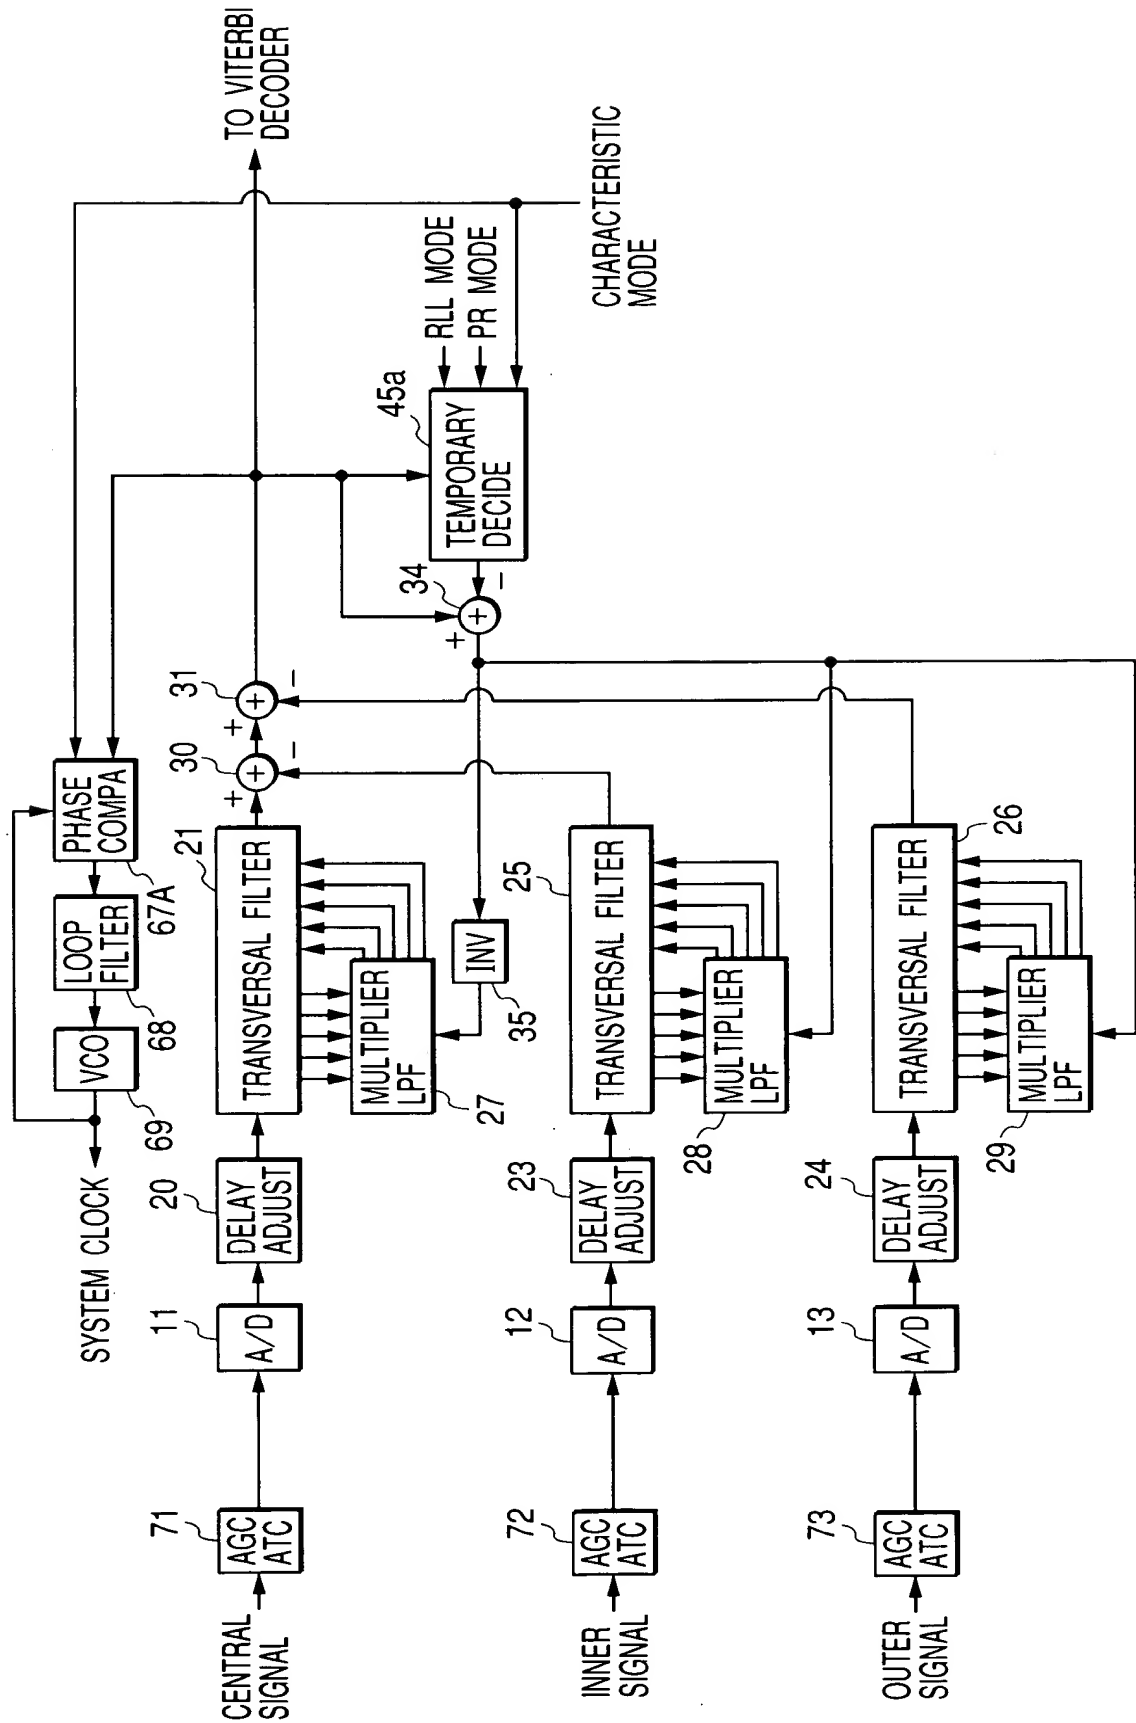 SYSTEM CLOCK
VCO
69
LOOP
FILTER
68
PHASE
COMPA
67A
CENTRAL
SIGNAL
AGC
ATC
71
A/D
11
DELAY
ADJUST
20
TRANSVERSAL FILTER
21
MULTIPLIER
LPF
27
+
+
-
30
+
+
-
31
TO VITERBI
DECODER
INV
35
+
+
-
34
TEMPORARY
DECIDE
45a
RLL MODE
PR MODE
CHARACTERISTIC
MODE
INNER
SIGNAL
AGC
ATC
72
A/D
12
DELAY
ADJUST
23
TRANSVERSAL FILTER
25
MULTIPLIER
LPF
28
OUTER
SIGNAL
AGC
ATC
73
A/D
13
DELAY
ADJUST
24
TRANSVERSAL FILTER
26
MULTIPLIER
LPF
29